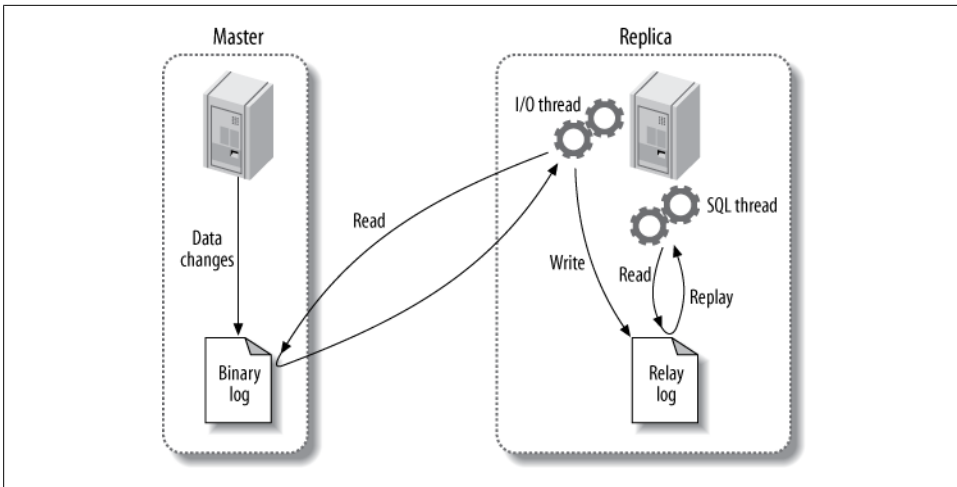 Master
Replica
I/O thread
SQL thread
Read
Data
changes
Write
Read
Replay
Binary
log
Relay
log